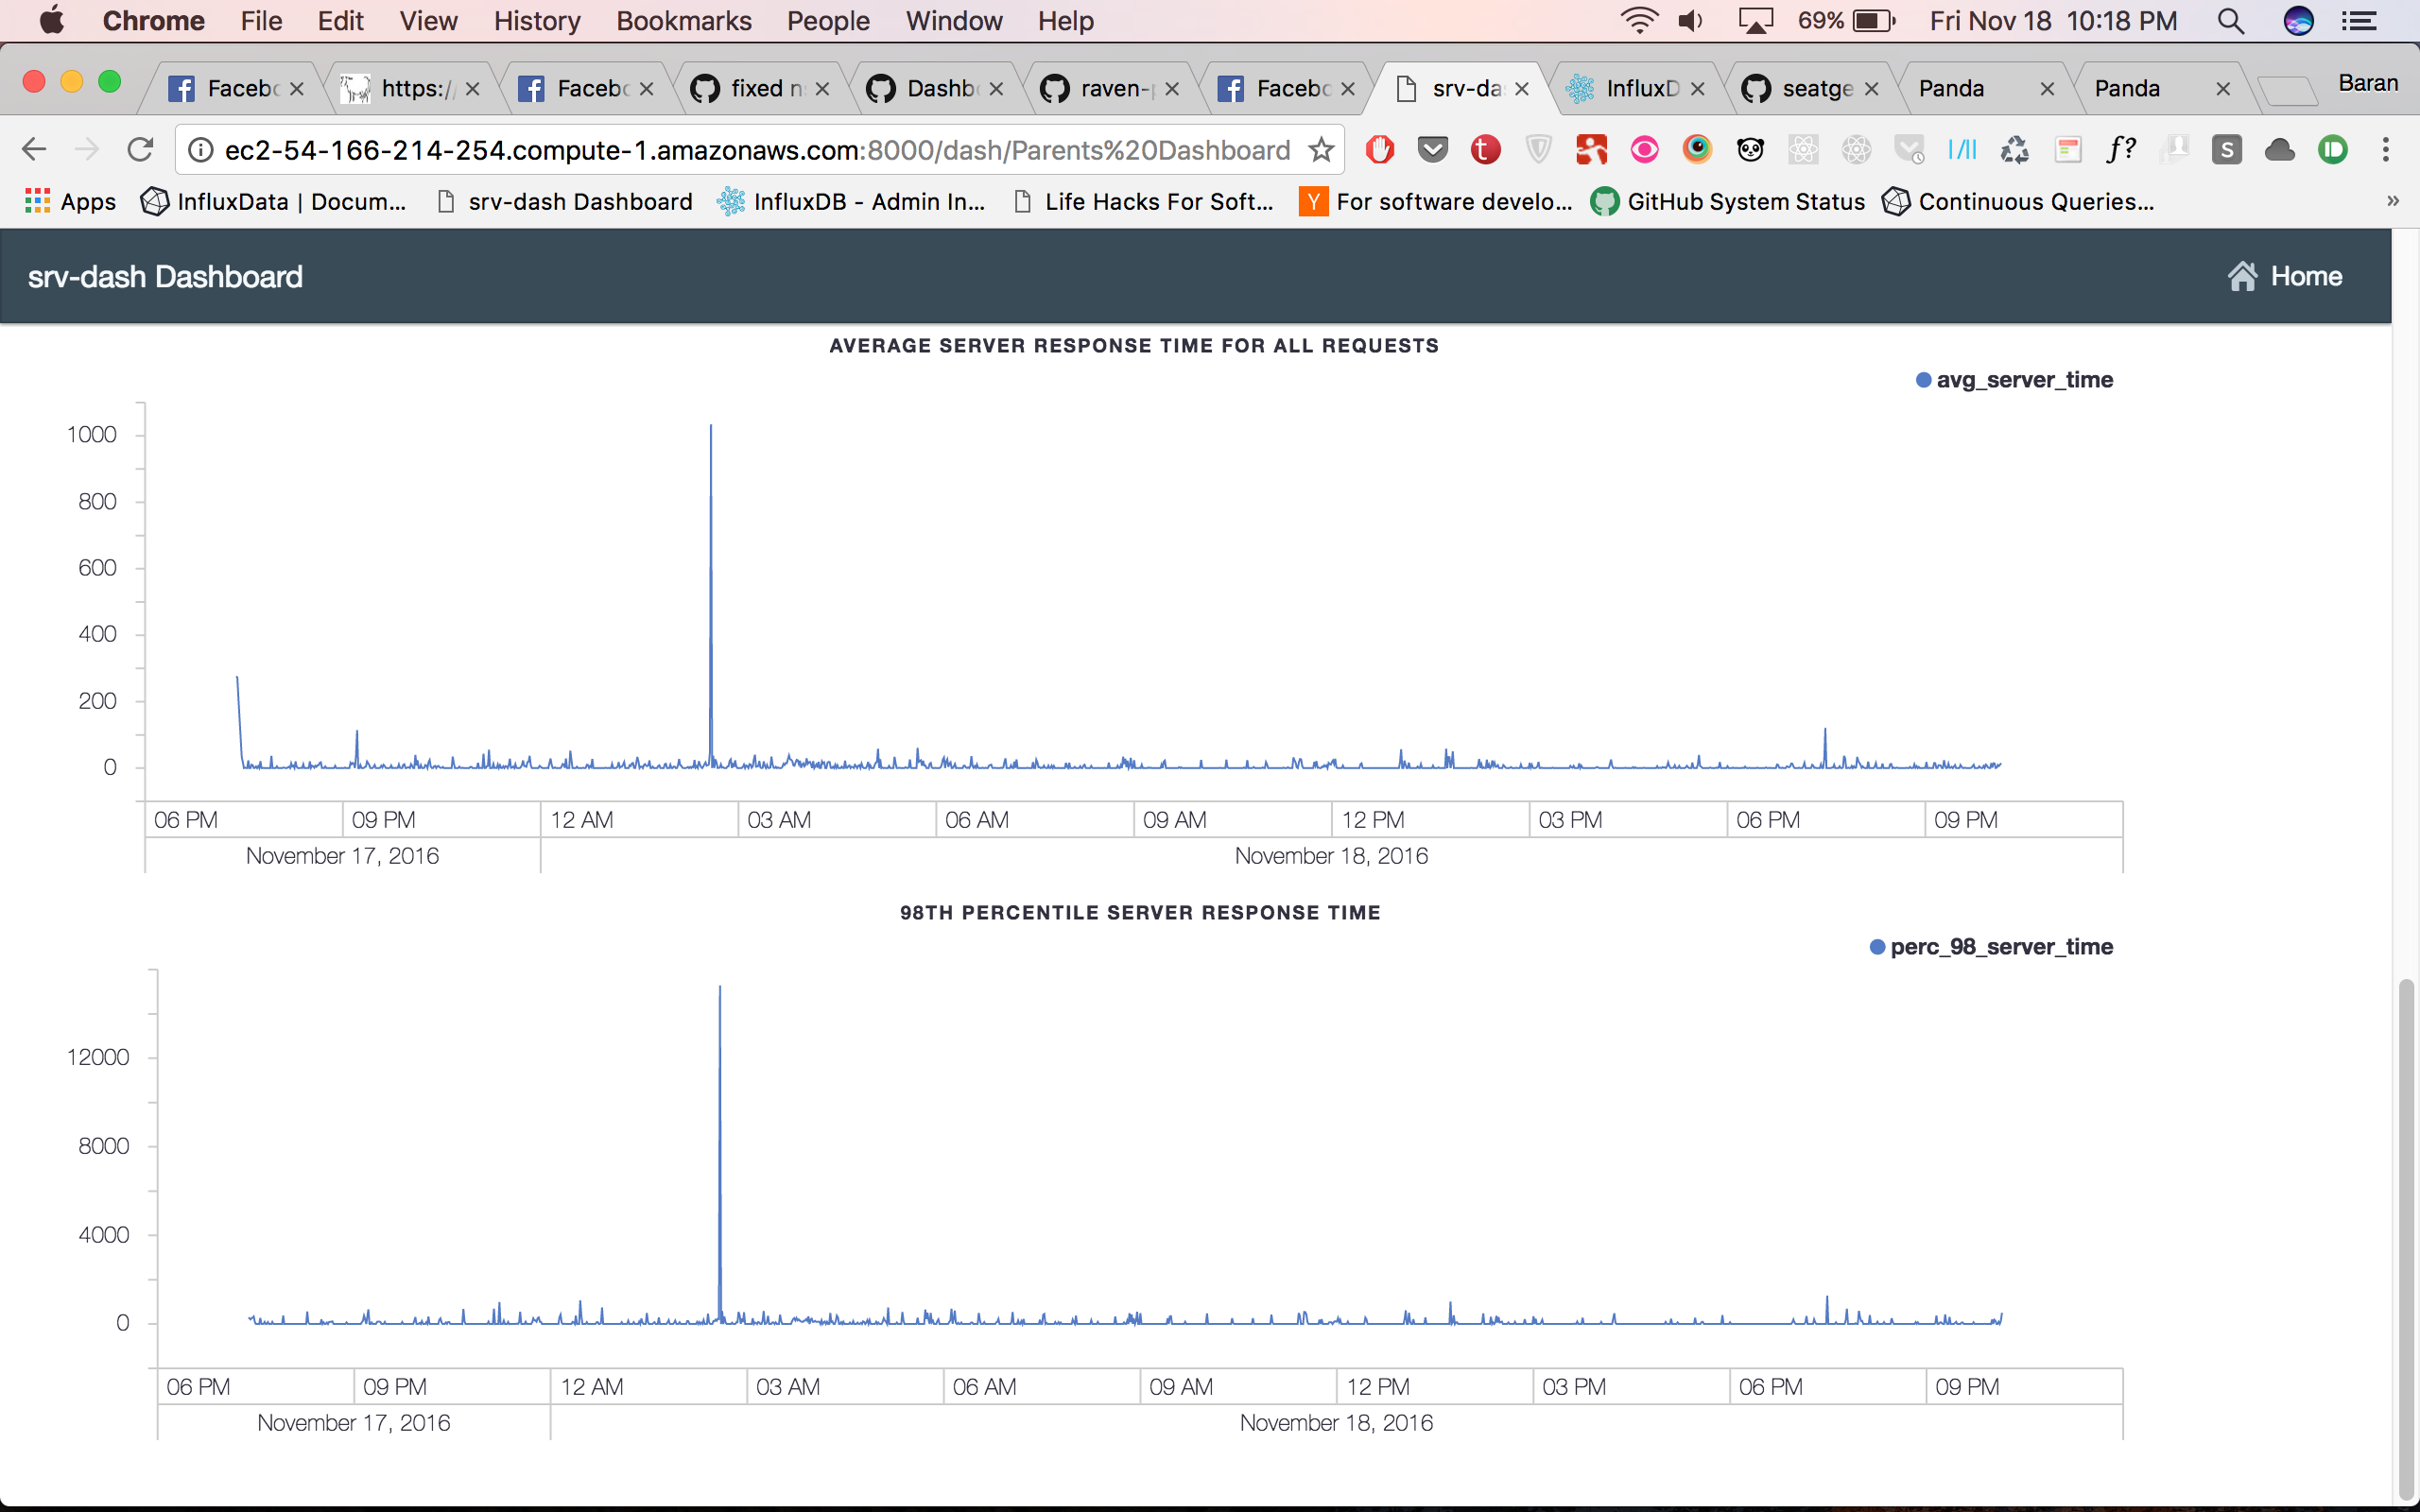 Chrome File Edit View History Bookmarks People Window Help 69% Fri Nov 18 10:18 PM
Facebo https:/ Facebo fixed n Dashb raven- Facebo srv-da InfluxD seatge Panda Panda Baran
ec2-54-166-214-254.compute-1.amazonaws.com:8000/dash/Parents%20Dashboard
Apps InfluxData | Docum... srv-dash Dashboard InfluxDB - Admin In... Life Hacks For Soft... Y For software develo... GitHub System Status Continuous Queries... »
srv-dash Dashboard Home
AVERAGE SERVER RESPONSE TIME FOR ALL REQUESTS
avg_server_time
1000
800
600
400
200
0
06 PM 09 PM 12 AM 03 AM 06 AM 09 AM 12 PM 03 PM 06 PM 09 PM
November 17, 2016 November 18, 2016
98TH PERCENTILE SERVER RESPONSE TIME
perc_98_server_time
12000
8000
4000
0
06 PM 09 PM 12 AM 03 AM 06 AM 09 AM 12 PM 03 PM 06 PM 09 PM
November 17, 2016 November 18, 2016